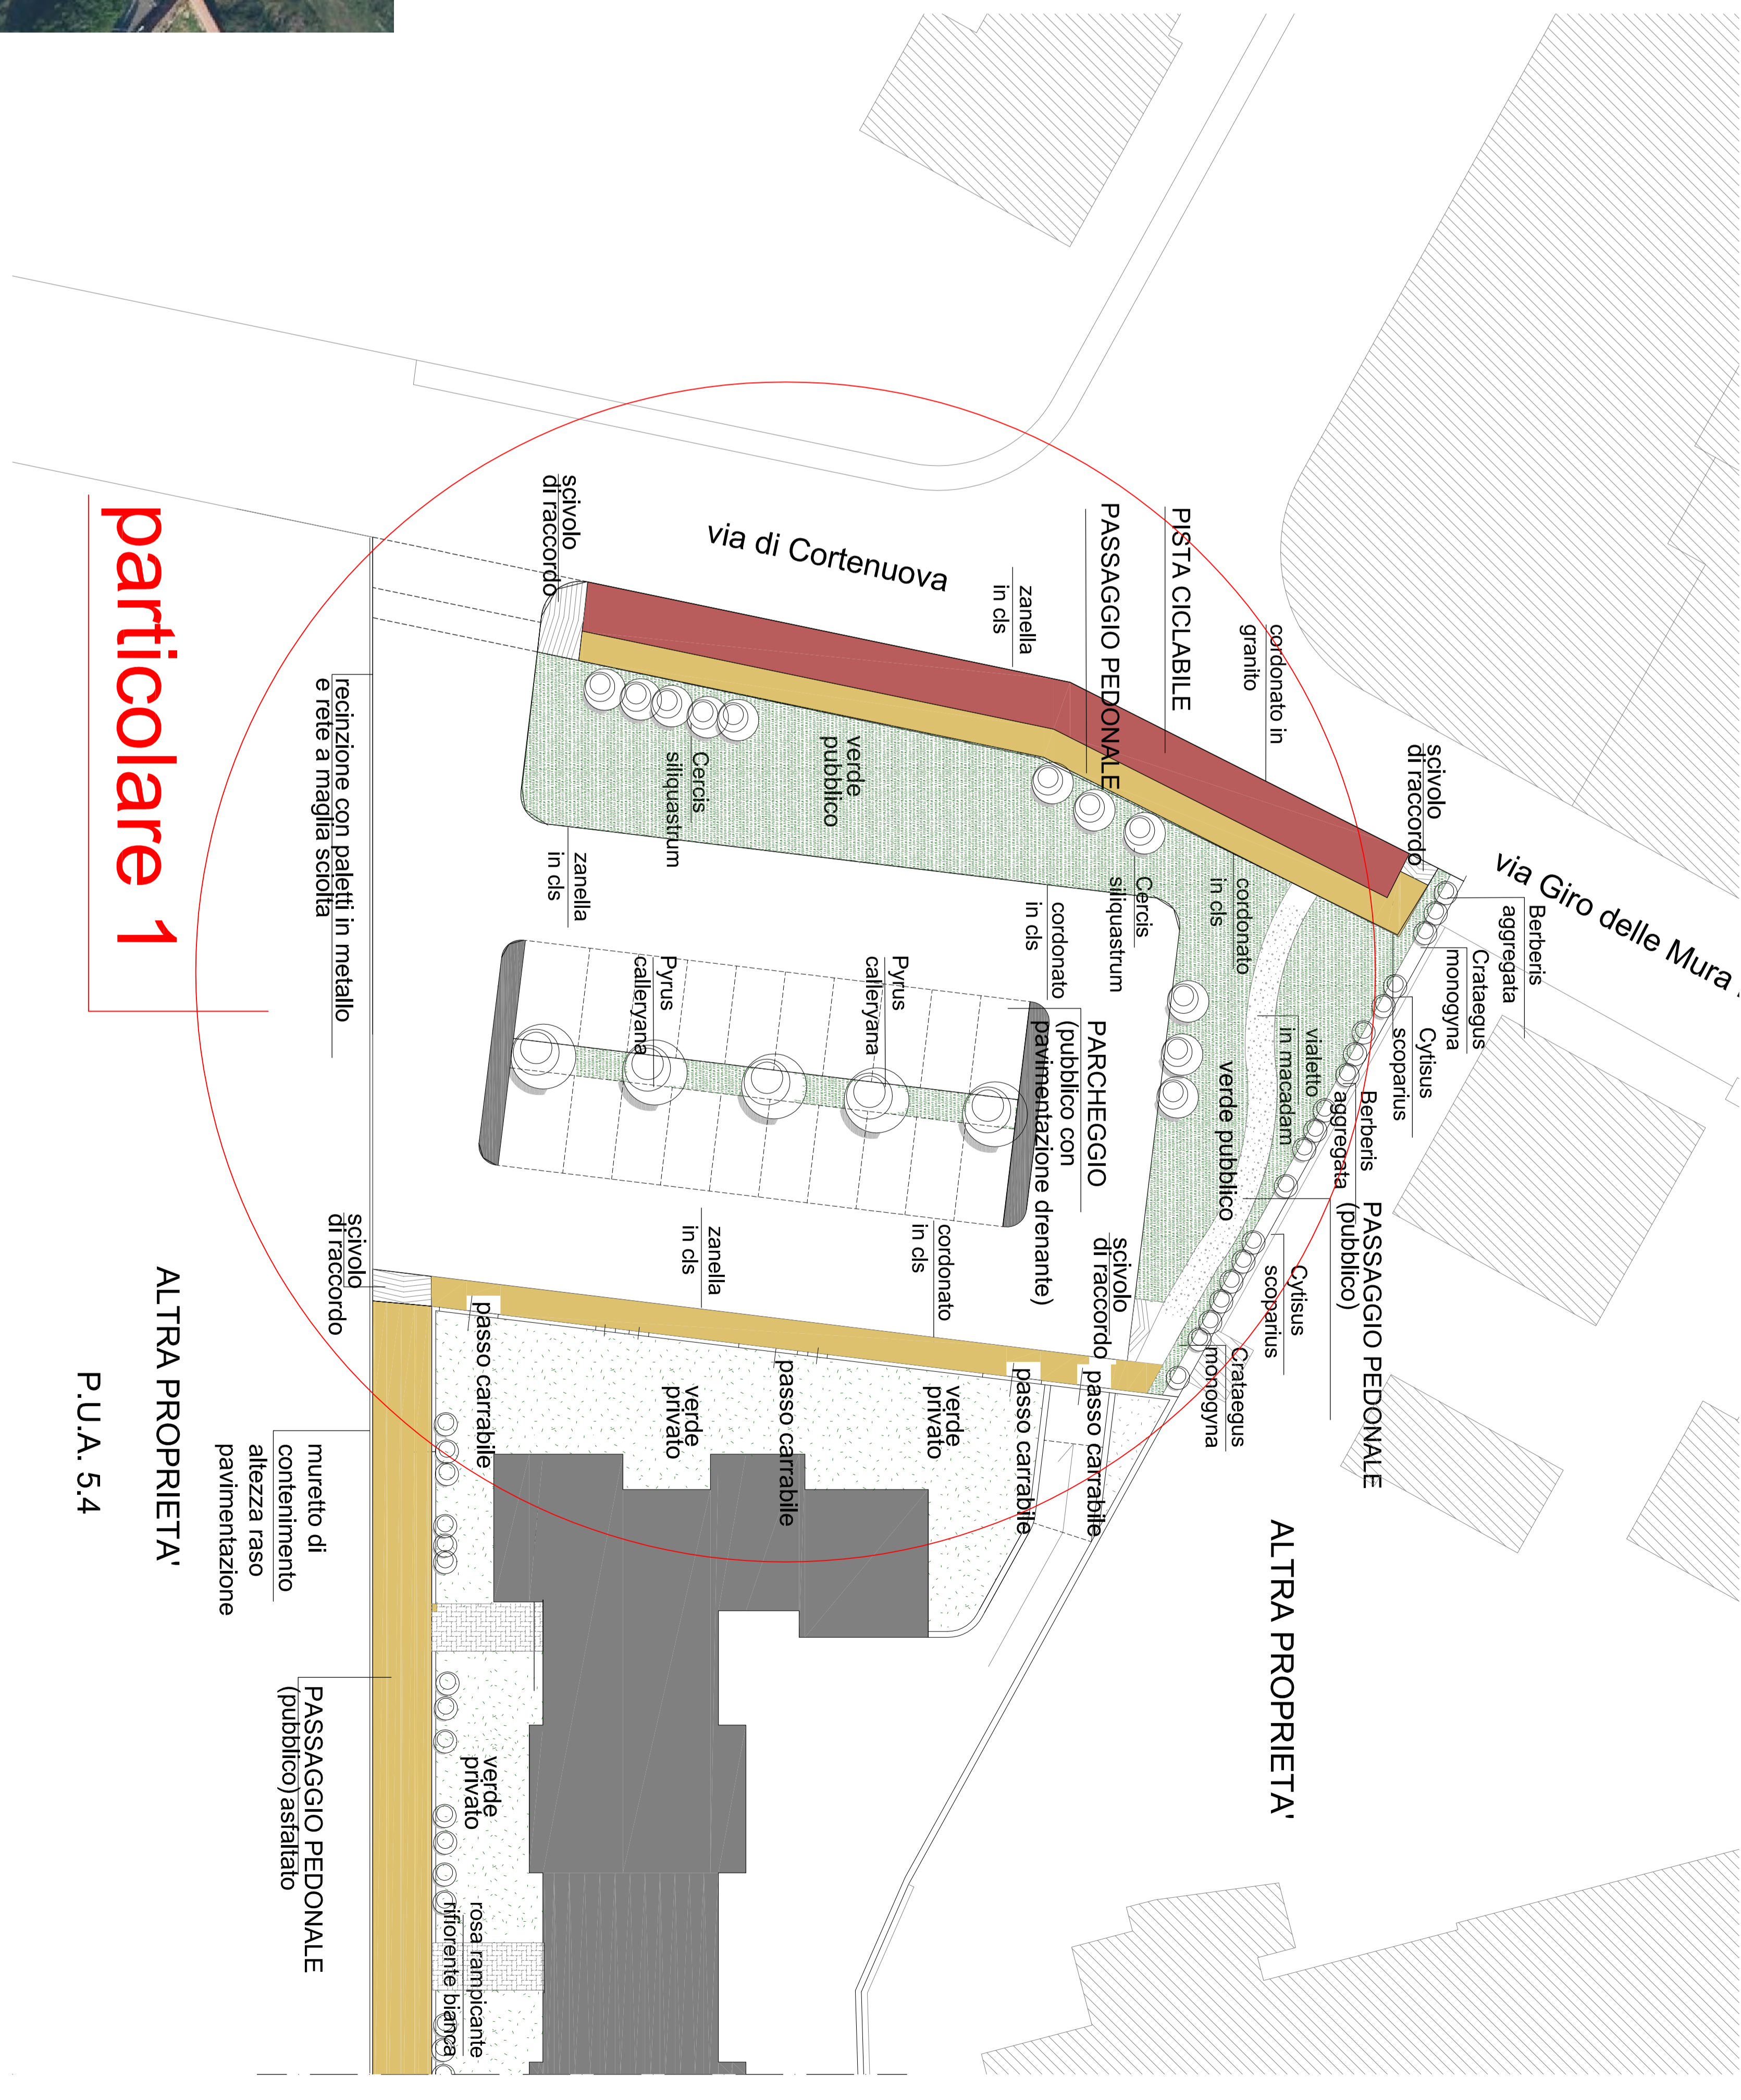 via di Cortenuova
via Giro delle Mura
scivolo
di raccordo
zanella
in cls
PASSAGGIO PEDONALE
PISTA CICLABILE
cordonato in
granito
scivolo
di raccordo
particolare 1
recinzione con paletti in metallo
e rete a maglia sciolta
Cercis
siliquastrum
verde
pubblico
zanella
in cls
Cercis
siliquastrum
cordonato
in cls
cordonato
in cls
Berberis
aggregata
Crataegus
monogyna
Cytisus
scoparius
Berberis
aggregata
vialetto
in macadam
verde pubblico
Pyrus
calleryana
Pyrus
calleryana
PARCHEGGIO
(pubblico con
pavimentazione drenante)
PASSAGGIO PEDONALE
(pubblico)
Cytisus
scoparius
Crataegus
monogyna
scivolo
di raccordo
scivolo
di raccordo
zanella
in cls
cordonato
in cls
passo carrabile
verde
privato
passo carrabile
verde
privato
passo carrabile
passo carrabile
ALTRA PROPRIETA'
P.U.A. 5.4
muretto di
contenimento
altezza raso
pavimentazione
ALTRA PROPRIETA'
PASSAGGIO PEDONALE
(pubblico) asfaltato
verde
privato
rosa rampicante
rifiorente bianca